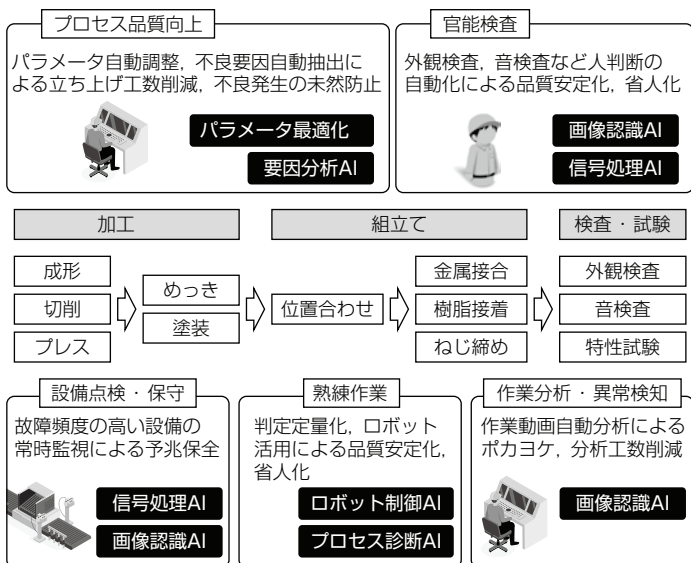 プロセス品質向上
パラメータ自動調整，不良要因自動抽出に
よる立ち上げ工数削減，不良発生の未然防止
パラメータ最適化
要因分析AI
官能検査
外観検査，音検査など人判断の
自動化による品質安定化，省人化
画像認識AI
信号処理AI
加工
組立て
検査・試験
成形
切削
プレス
めっき
塗装
位置合わせ
金属接合
樹脂接着
ねじ締め
外観検査
音検査
特性試験
設備点検・保守
故障頻度の高い設備の
常時監視による予兆保全
信号処理AI
画像認識AI
熟練作業
判定定量化，ロボット
活用による品質安定化，
省人化
ロボット制御AI
プロセス診断AI
作業分析・異常検知
作業動画自動分析による
ポカヨケ，分析工数削減
画像認識AI